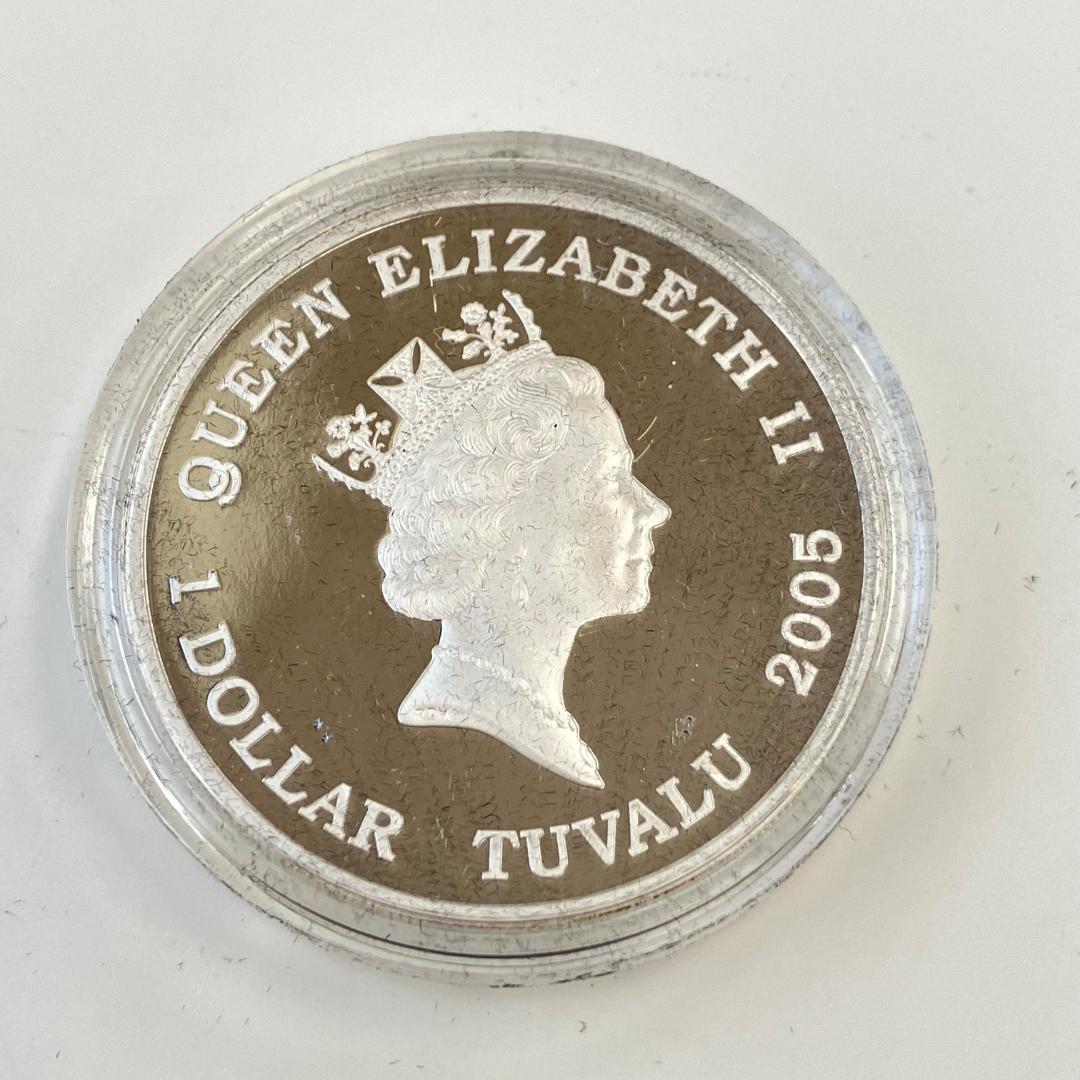 QUEEN ELIZABETH II
2005
TUVALU
1 DOLLAR